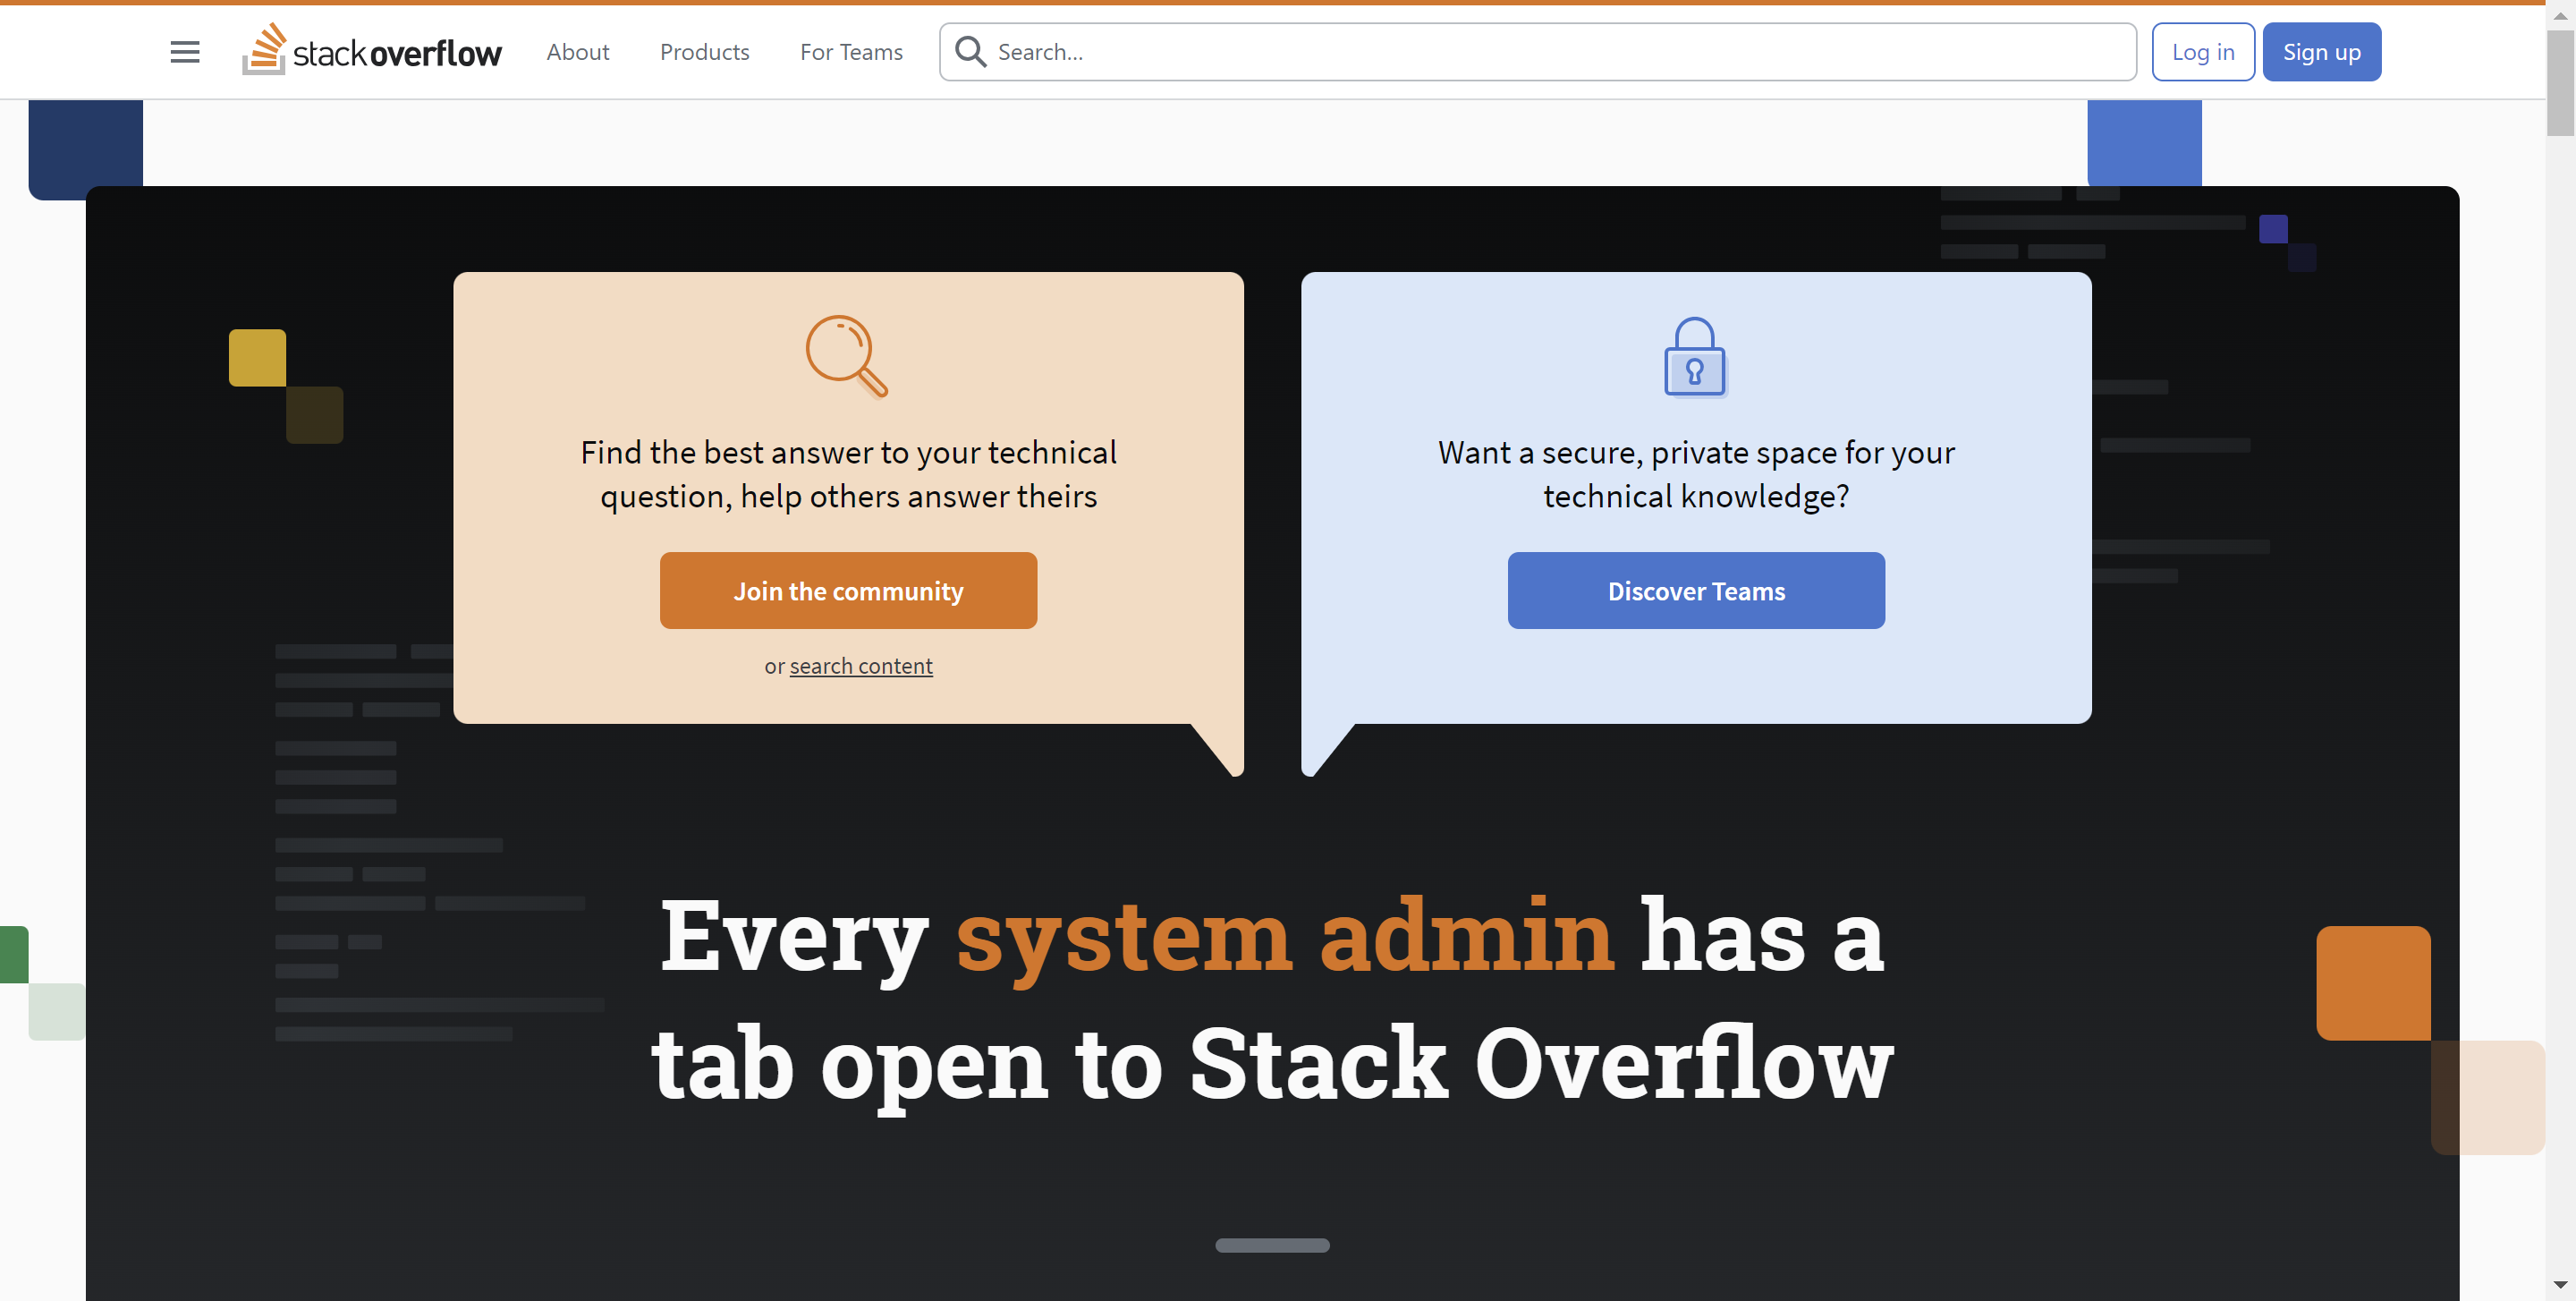 stackoverflow
About
Products
For Teams
Search...
Log in
Sign up
Find the best answer to your technical
question, help others answer theirs
Join the community
or search content
Want a secure, private space for your
technical knowledge?
Discover Teams
Every system admin has a
tab open to Stack Overflow